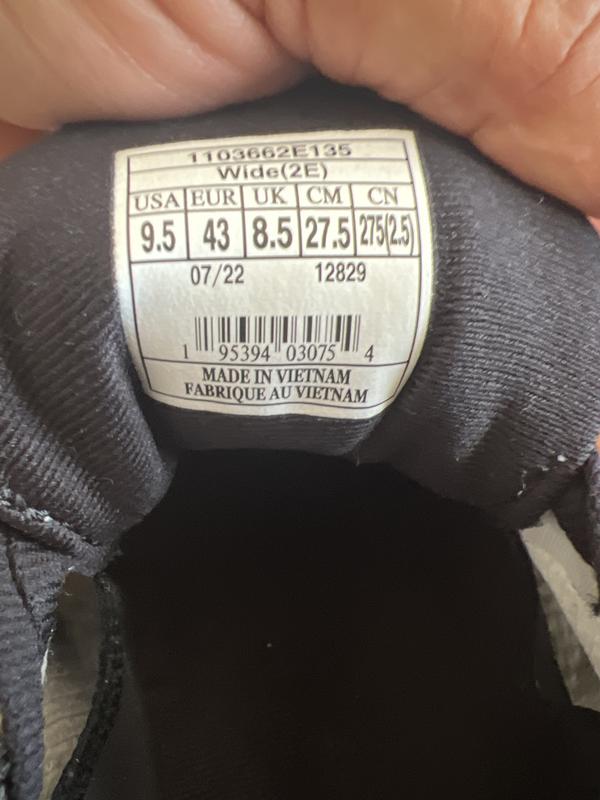 1103662E135
Wide(2E)
USA EUR UK CM CN
9.5 43 8.5 27.5 275(2.5)
07/22 12829
1 95394 03075 4
MADE IN VIETNAM
FABRIQUE AU VIETNAM